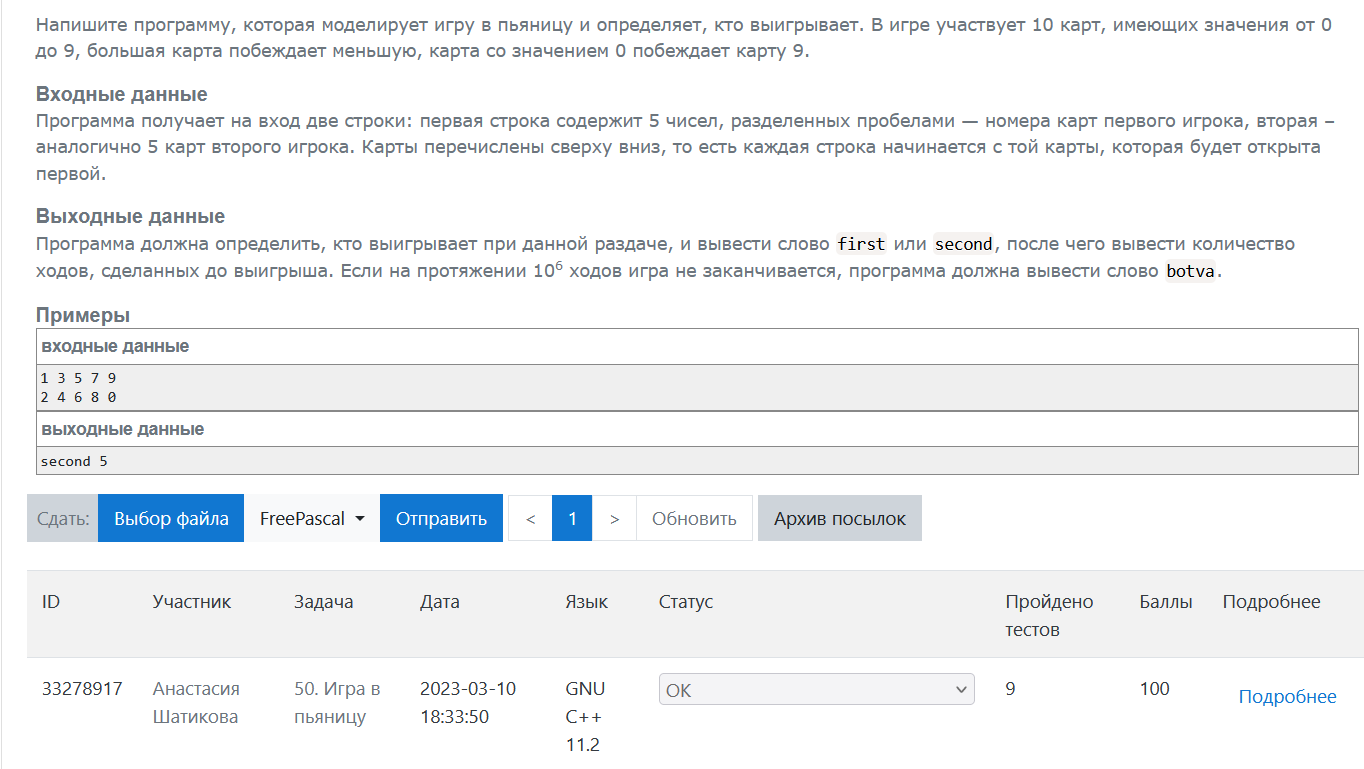 Напишите программу, которая моделирует игру в пьяницу и определяет, кто выигрывает. В игре участвует 10 карт, имеющих значения от 0
до 9, большая карта побеждает меньшую, карта со значением 0 побеждает карту 9.
Входные данные
Программа получает на вход две строки: первая строка содержит 5 чисел, разделенных пробелами — номера карт первого игрока, вторая –
аналогично 5 карт второго игрока. Карты перечислены сверху вниз, то есть каждая строка начинается с той карты, которая будет открыта
первой.
Выходные данные
Программа должна определить, кто выигрывает при данной раздаче, и вывести слово first или second, после чего вывести количество
ходов, сделанных до выигрыша. Если на протяжении 10⁶ ходов игра не заканчивается, программа должна вывести слово botva.
Примеры
входные данные
1 3 5 7 9
2 4 6 8 0
выходные данные
second 5
Сдать: Выбор файла FreePascal Отправить < 1 > Обновить Архив посылок
ID Участник Задача Дата Язык Статус Пройдено Баллы Подробнее
тестов
33278917 Анастасия 50. Игра в 2023-03-10 GNU OK 9 100 Подробнее
Шатикова пьяницу 18:33:50 C++
11.2